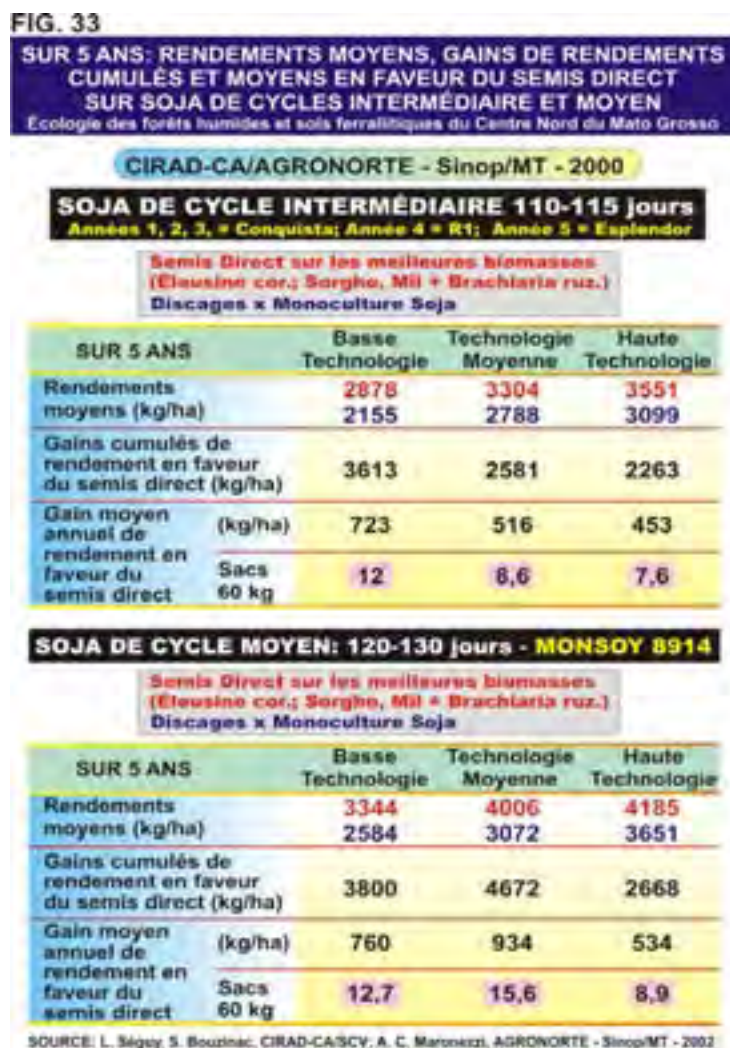 FIG. 33
SUR 5 ANS: RENDEMENTS MOYENS, GAINS DE RENDEMENTS
CUMULÉS ET MOYENS EN FAVEUR DU SEMIS DIRECT
SUR SOJA DE CYCLES INTERMÉDIAIRE ET MOYEN
Écologie des forêts humides et sols ferrallitiques du Centre Nord du Mato Grosso
CIRAD-CA/AGRONORTE - Sinop/MT - 2000
SOJA DE CYCLE INTERMÉDIAIRE 110-115 jours
Années 1, 2, 3, = Conquista; Année 4 = R1; Année 5 = Esplendor
Semis Direct sur les meilleures biomasses
(Eleusine cor.; Sorgho, Mil + Brachiaria ruz.)
Discages x Monoculture Soja
SUR 5 ANS
Basse Technologie
Technologie Moyenne
Haute Technologie
Rendements moyens (kg/ha)
2878 3304 3551
2155 2788 3099
Gains cumulés de
rendement en faveur
du semis direct (kg/ha)
3613 2581 2263
Gain moyen
annuel de
rendement en
faveur du
semis direct
(kg/ha) 723 516 453
Sacs 60 kg 12 8,6 7,6
SOJA DE CYCLE MOYEN: 120-130 jours - MONSOY 8914
Semis Direct sur les meilleures biomasses
(Eleusine cor.; Sorgho, Mil + Brachiaria ruz.)
Discages x Monoculture Soja
SUR 5 ANS
Basse Technologie
Technologie Moyenne
Haute Technologie
Rendements moyens (kg/ha)
3344 4006 4185
2584 3072 3651
Gains cumulés de
rendement en faveur
du semis direct (kg/ha)
3800 4672 2668
Gain moyen
annuel de
rendement en
faveur du
semis direct
(kg/ha) 760 934 534
Sacs 60 kg 12,7 15,6 8,9
SOURCE: L. Séguy, S. Bouzinac, CIRAD-CA/SCV; A. C. Maronezzi, AGRONORTE - Sinop/MT - 2002